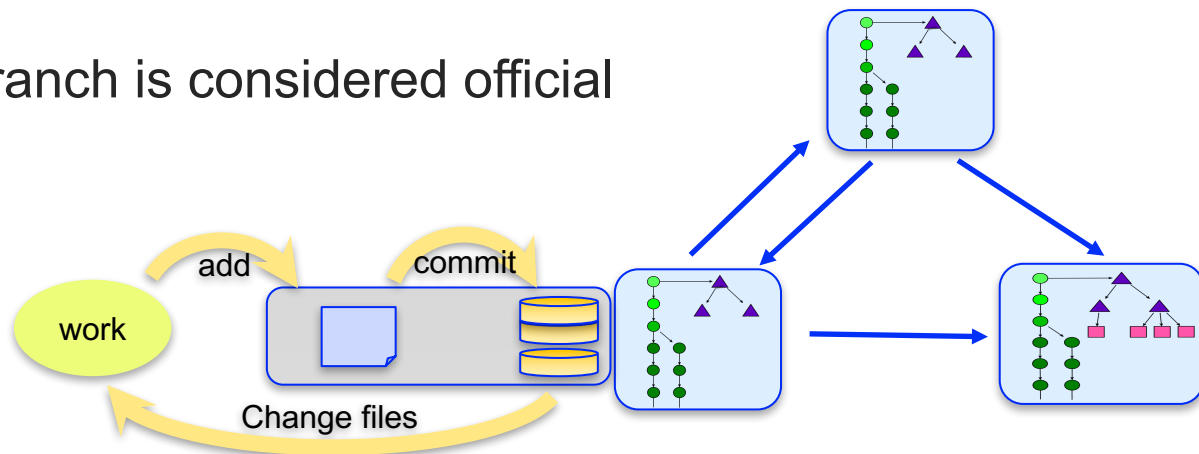 ranch is considered official
add
commit
work
Change files